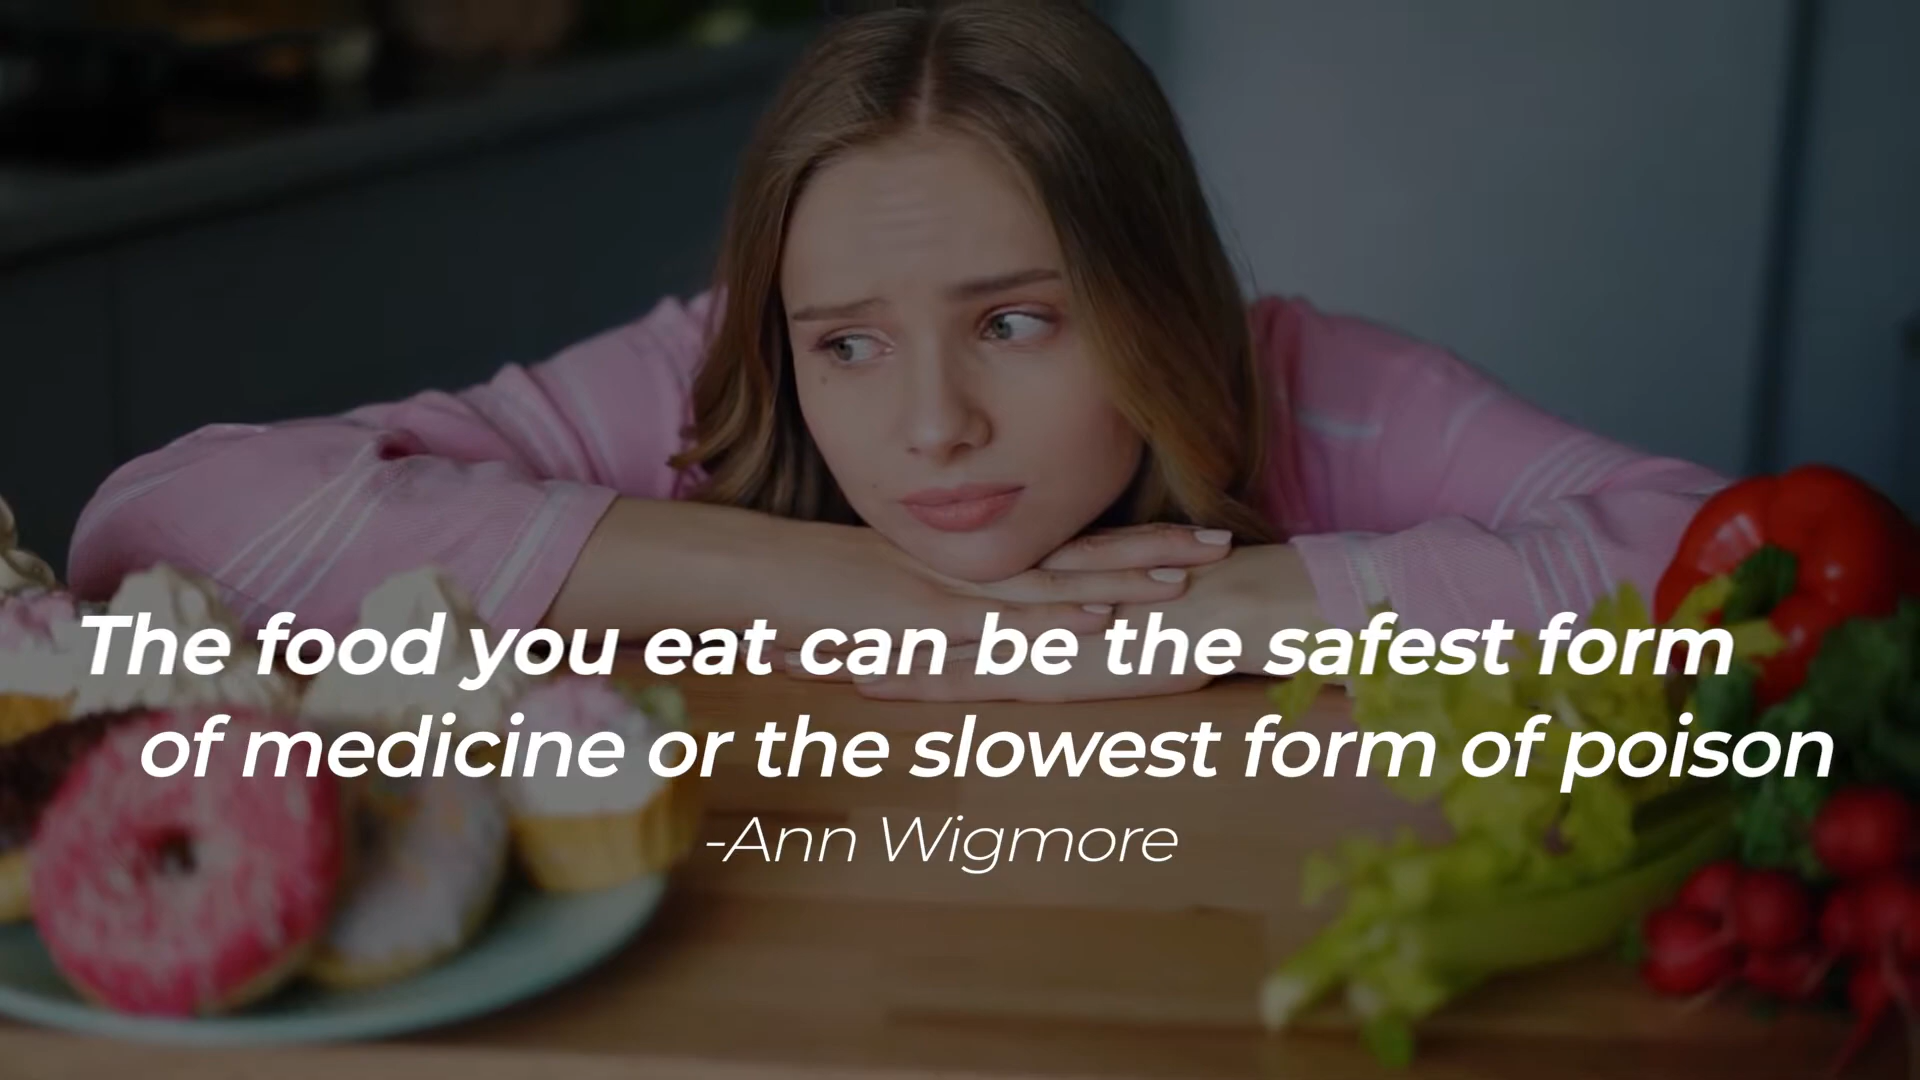 The food you eat can be the safest form
of medicine or the slowest form of poison
-Ann Wigmore